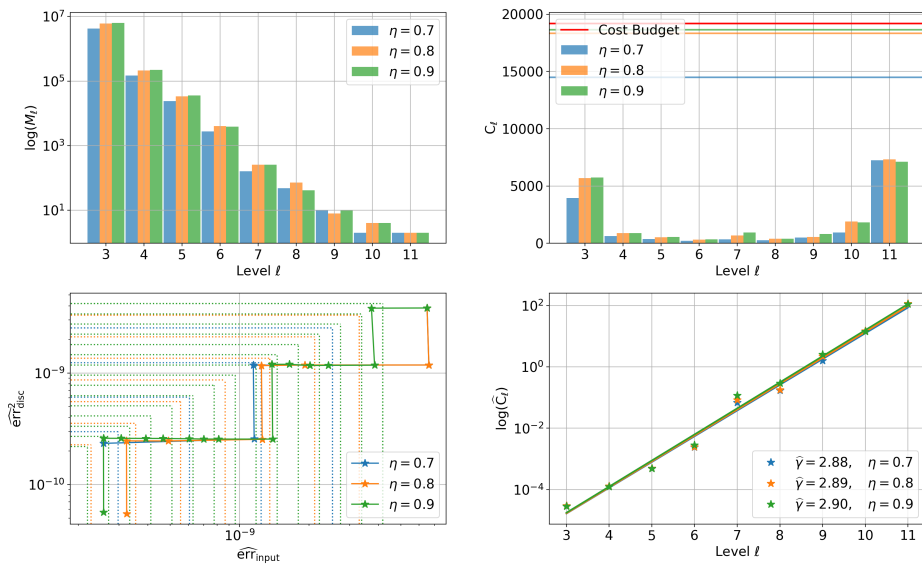 10^7
10^5
10^3
10^1
log(M_ℓ)
η = 0.7
η = 0.8
η = 0.9
3 4 5 6 7 8 9 10 11
Level ℓ
20000
15000
10000
5000
0
C_ℓ
Cost Budget
η = 0.7
η = 0.8
η = 0.9
3 4 5 6 7 8 9 10 11
Level ℓ
10^−9
10^−10
\widehat{err}^2_disc
η = 0.7
η = 0.8
η = 0.9
10^−9
\widehat{err}_input
10^2
10^0
10^−2
10^−4
log(Ĉ_ℓ)
γ̂ = 2.88, η = 0.7
γ̂ = 2.89, η = 0.8
γ̂ = 2.90, η = 0.9
3 4 5 6 7 8 9 10 11
Level ℓ